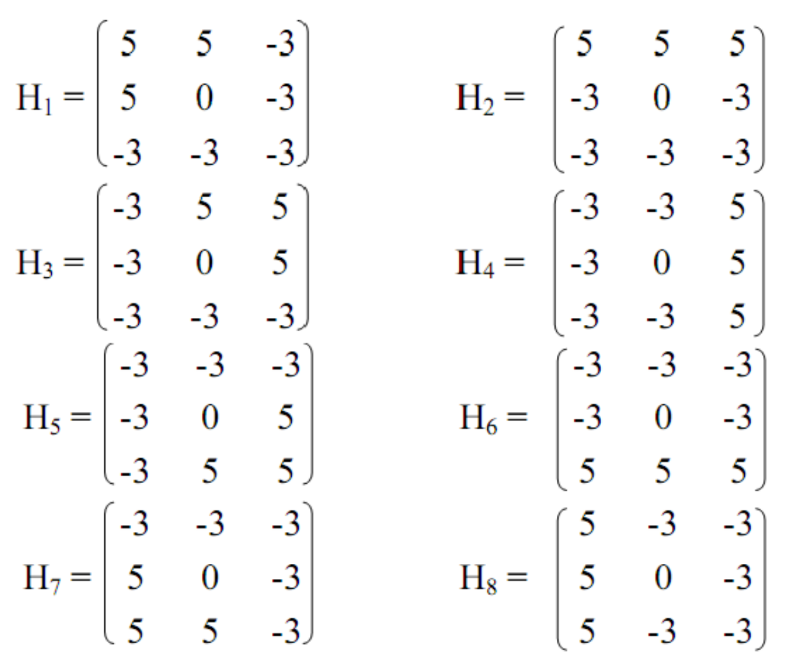 H₁ = ( 5 5 -3
5 0 -3
-3 -3 -3 )
H₂ = ( 5 5 5
-3 0 -3
-3 -3 -3 )
H₃ = ( -3 5 5
-3 0 5
-3 -3 -3 )
H₄ = ( -3 -3 5
-3 0 5
-3 -3 5 )
H₅ = ( -3 -3 -3
-3 0 5
-3 5 5 )
H₆ = ( -3 -3 -3
-3 0 -3
5 5 5 )
H₇ = ( -3 -3 -3
5 0 -3
5 5 -3 )
H₈ = ( 5 -3 -3
5 0 -3
5 -3 -3 )